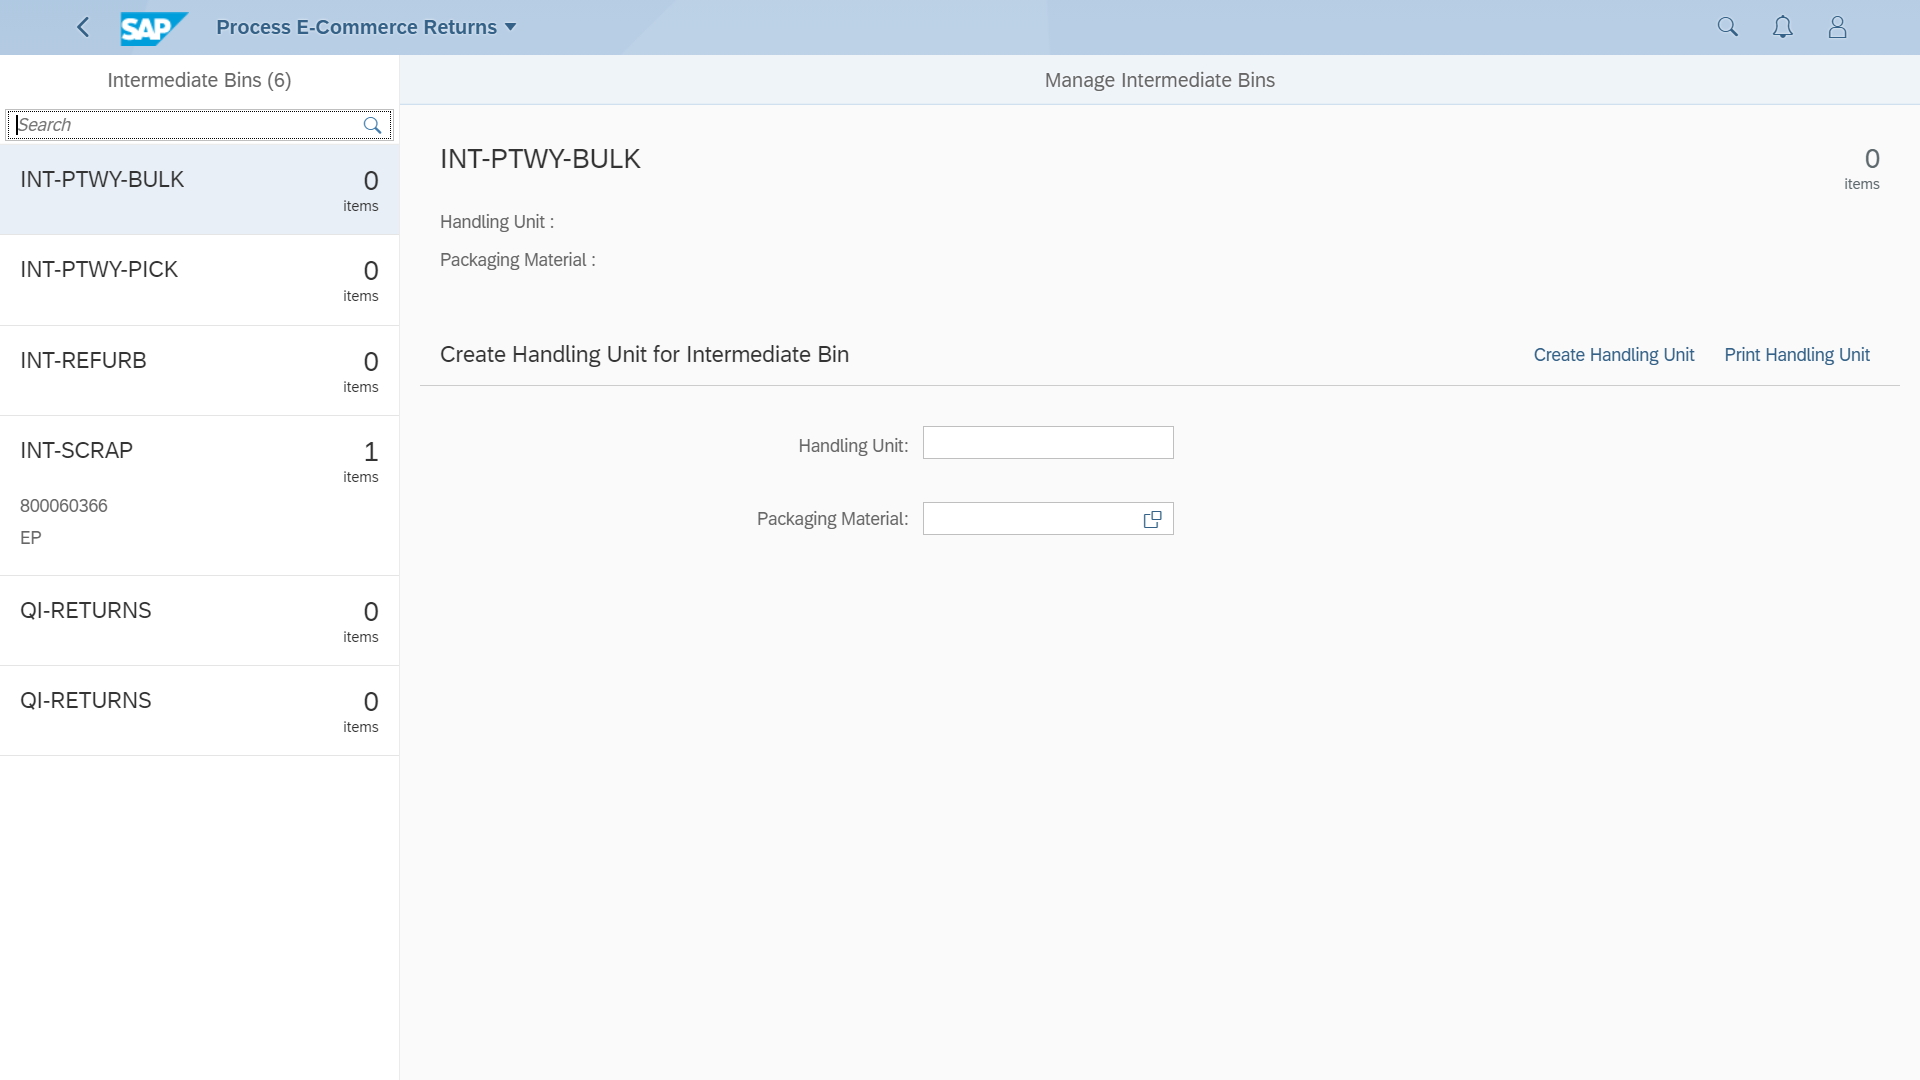 SAP
Process E-Commerce Returns
Intermediate Bins (6)
Search
INT-PTWY-BULK
0
items
INT-PTWY-PICK
0
items
INT-REFURB
0
items
INT-SCRAP
1
items
800060366
EP
QI-RETURNS
0
items
QI-RETURNS
0
items
Manage Intermediate Bins
INT-PTWY-BULK
0
items
Handling Unit :
Packaging Material :
Create Handling Unit for Intermediate Bin
Create Handling Unit
Print Handling Unit
Handling Unit:
Packaging Material: